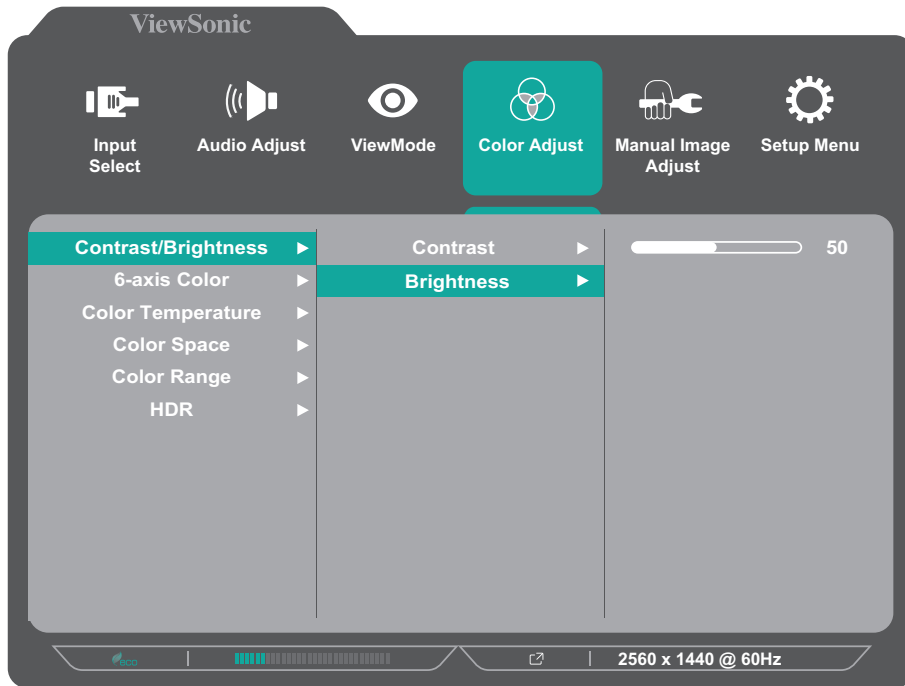 ViewSonic
Input
Select
Audio Adjust
ViewMode
Color Adjust
Manual Image
Adjust
Setup Menu
Contrast/Brightness
6-axis Color
Color Temperature
Color Space
Color Range
HDR
Contrast
Brightness
50
eco
2560 x 1440 @ 60Hz